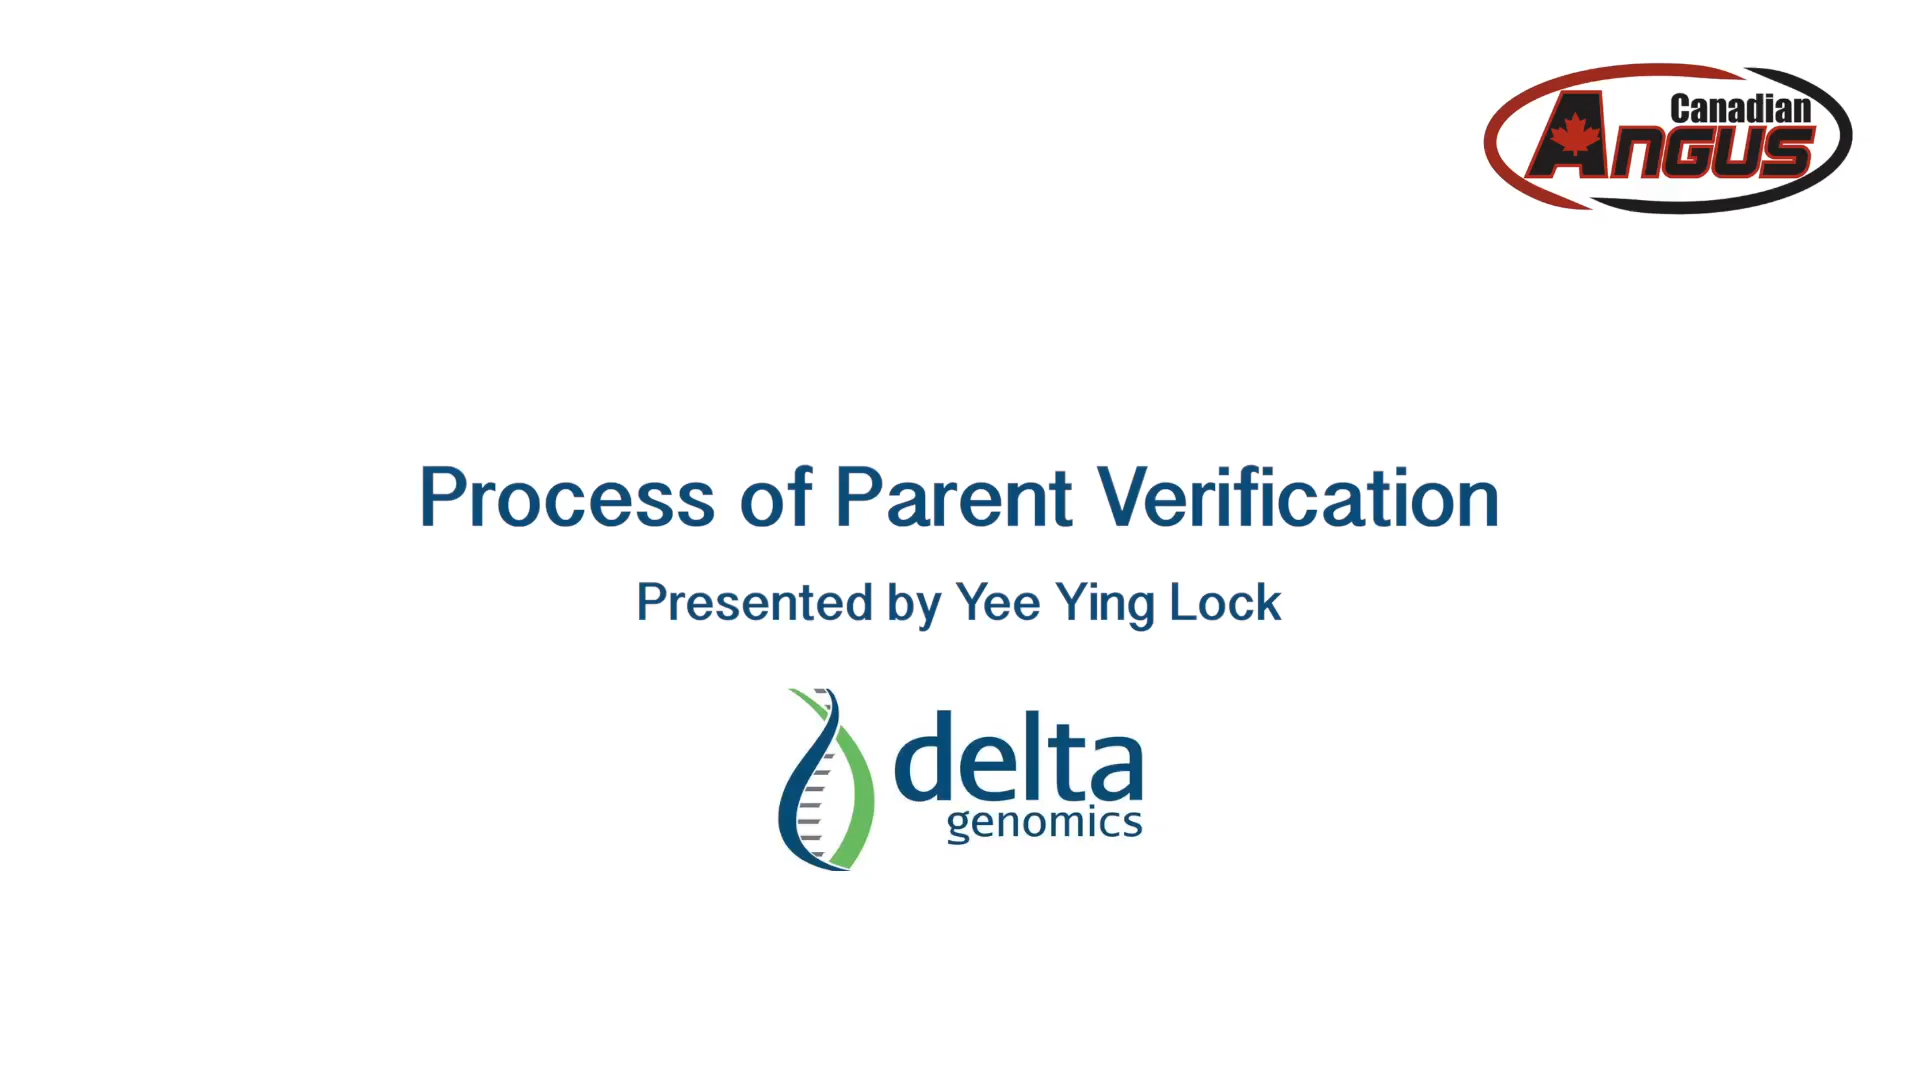 Canadian
Angus
Process of Parent Verification
Presented by Yee Ying Lock
delta
genomics